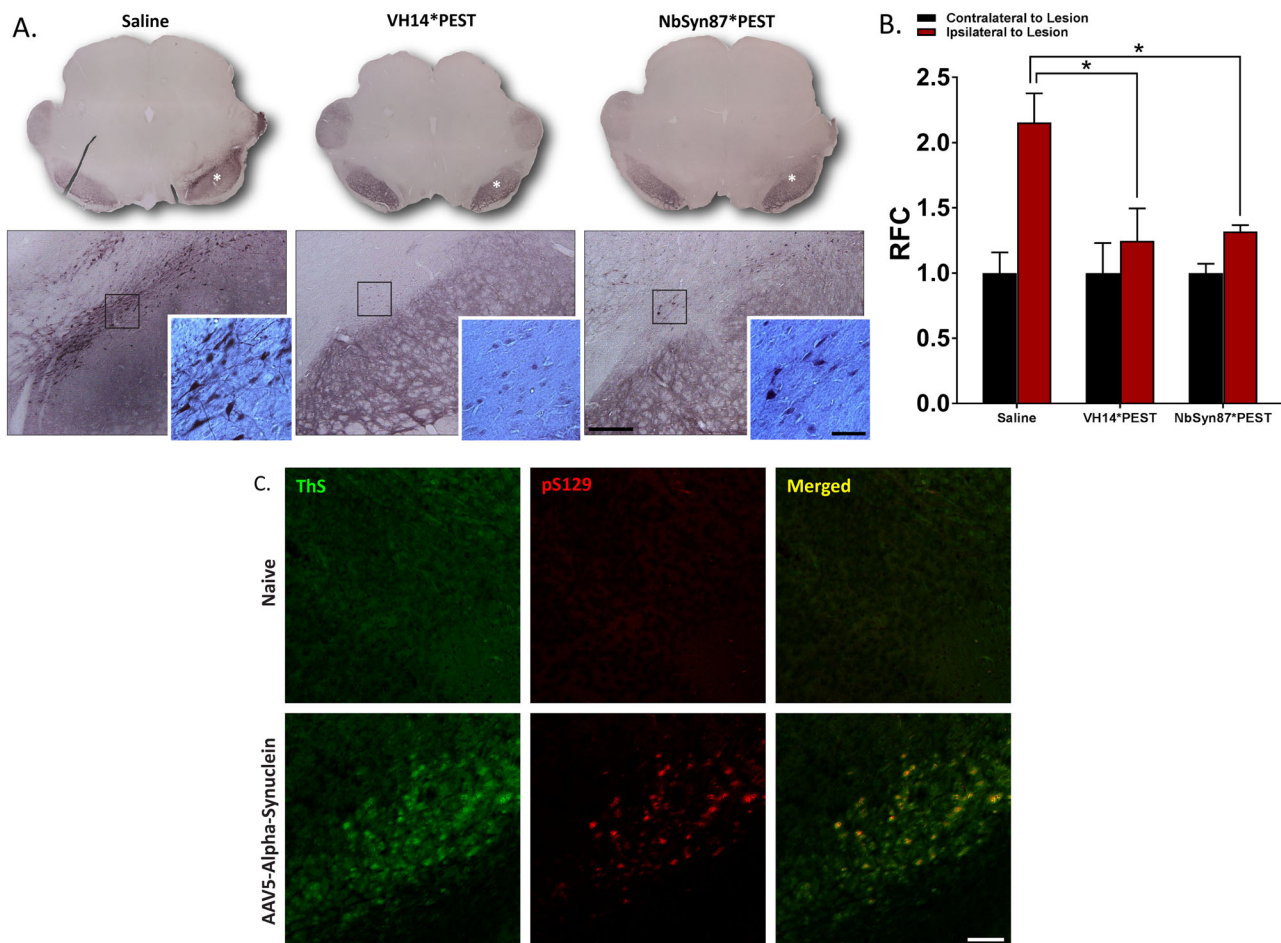 A.
Saline
VH14*PEST
NbSyn87*PEST
*
*
*
B.
Contralateral to Lesion
Ipsilateral to Lesion
*
*
2.5
2.0
1.5
1.0
0.5
0.0
RFC
Saline
VH14*PEST
NbSyn87*PEST
C.
ThS
pS129
Merged
Naive
AAV5-Alpha-Synuclein